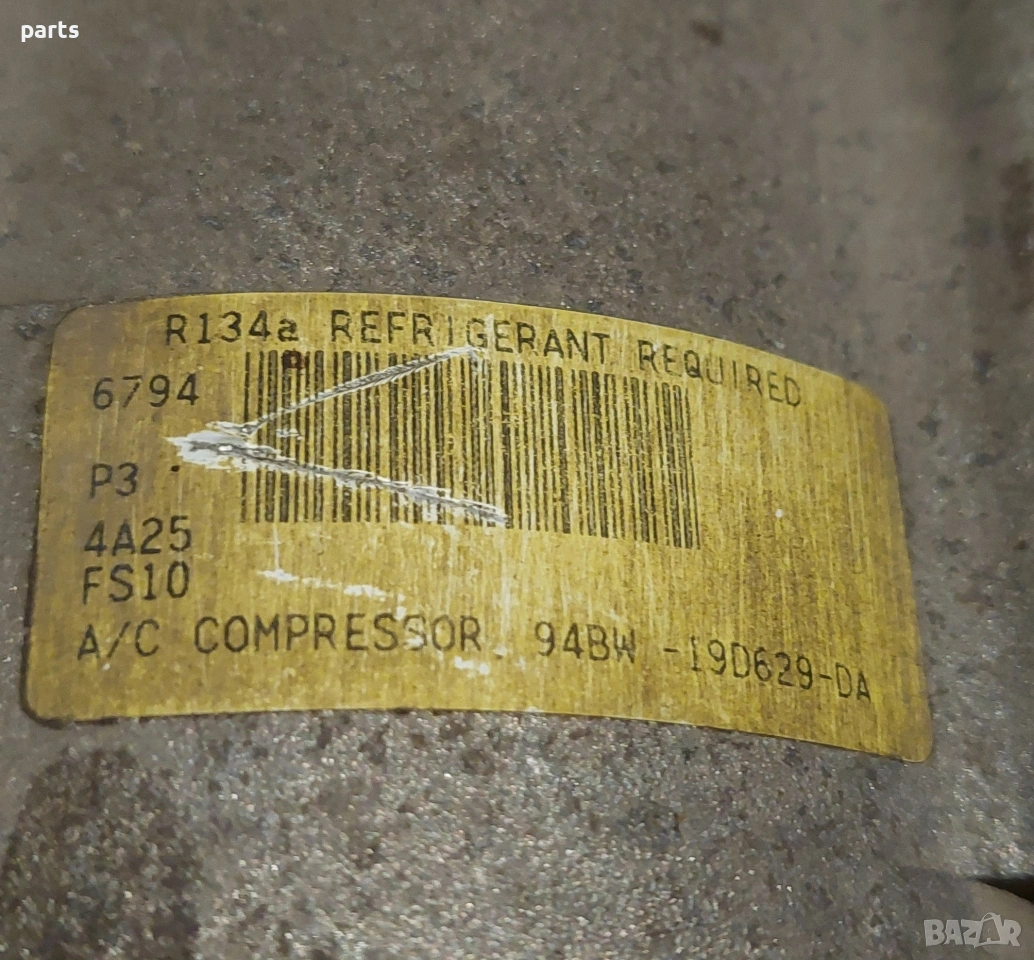 parts
R134a REFRIGERANT REQUIRED
6794
P3
4A25
FS10
A/C COMPRESSOR. 94BW -19D629-DA
BAZAR